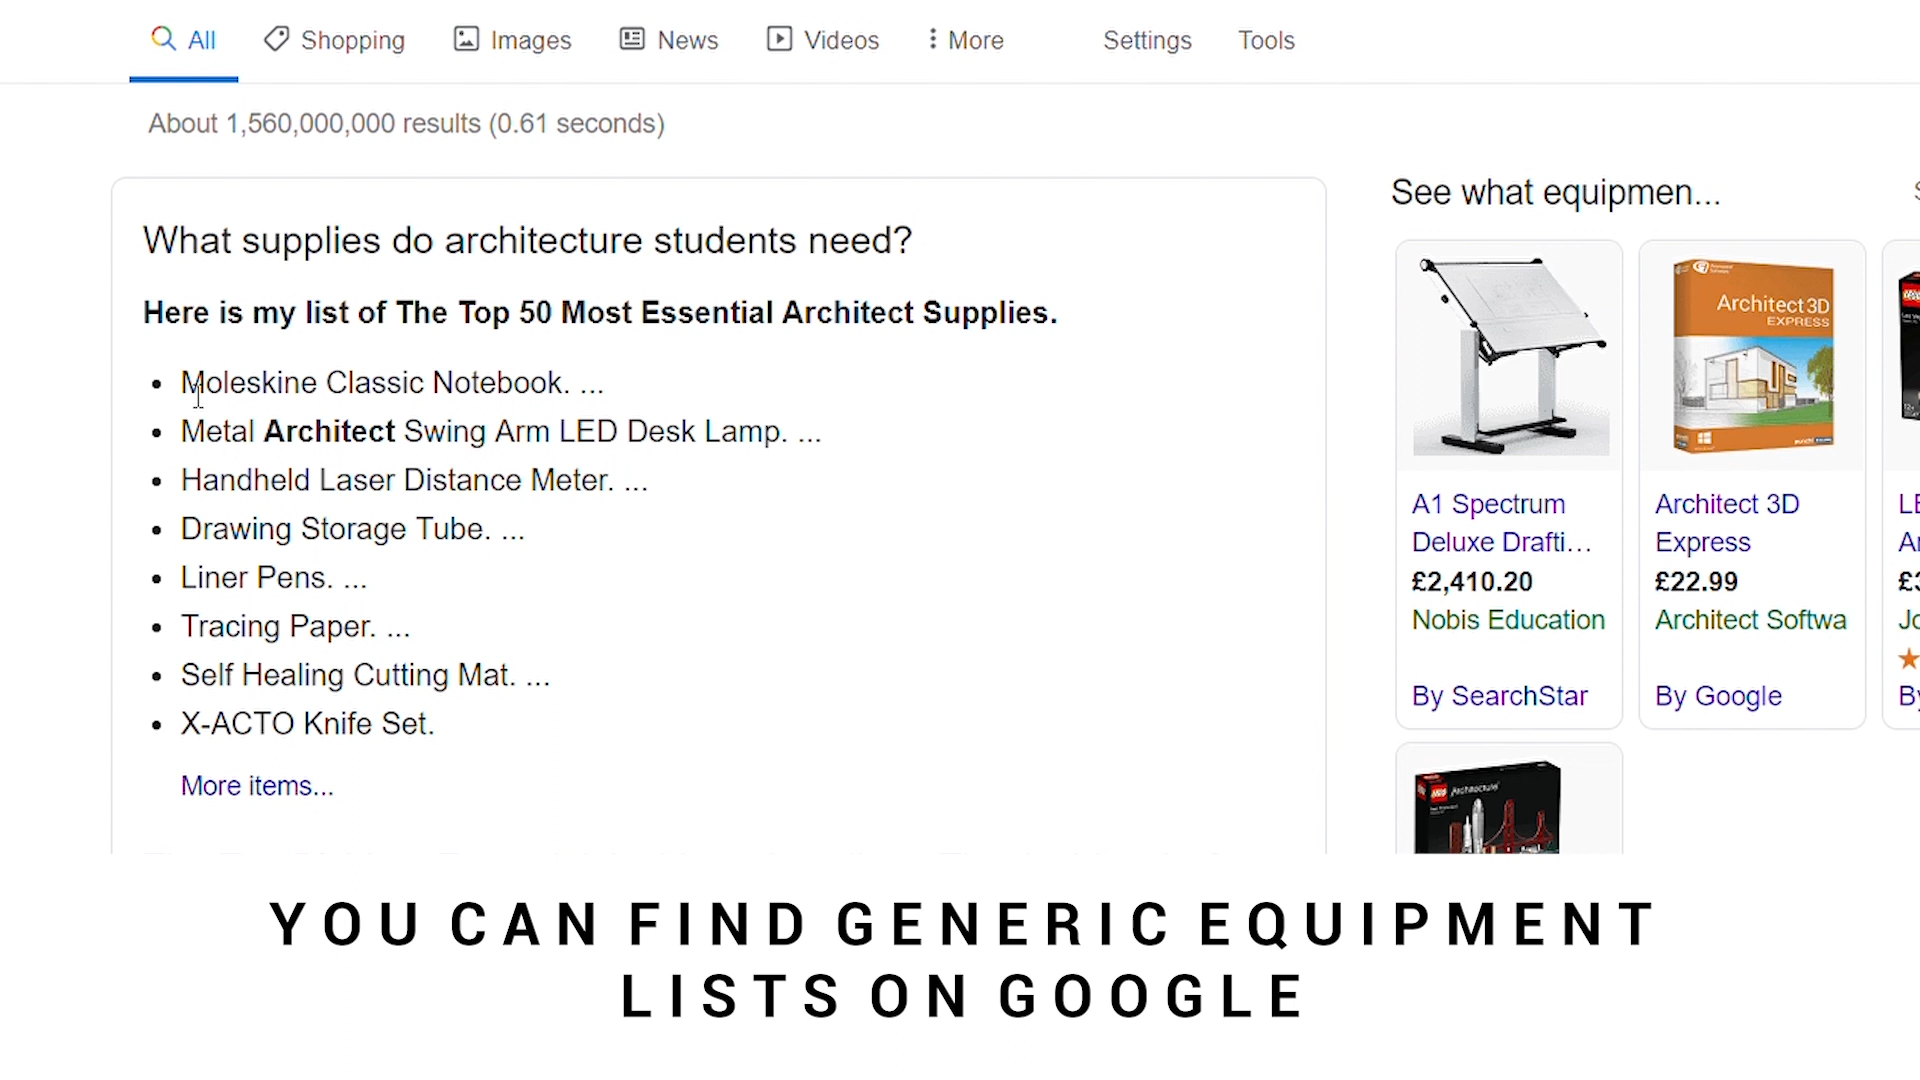 All Shopping Images News Videos More Settings Tools
About 1,560,000,000 results (0.61 seconds)
What supplies do architecture students need?
Here is my list of The Top 50 Most Essential Architect Supplies.
Moleskine Classic Notebook. ...
Metal Architect Swing Arm LED Desk Lamp. ...
Handheld Laser Distance Meter. ...
Drawing Storage Tube. ...
Liner Pens. ...
Tracing Paper. ...
Self Healing Cutting Mat. ...
X-ACTO Knife Set.
More items...
See what equipmen...
Architect 3D
EXPRESS
A1 Spectrum
Deluxe Drafti...
£2,410.20
Nobis Education
By SearchStar
Architect 3D
Express
£22.99
Architect Softwa
By Google
LEGO Architecture
YOU CAN FIND GENERIC EQUIPMENT
LISTS ON GOOGLE